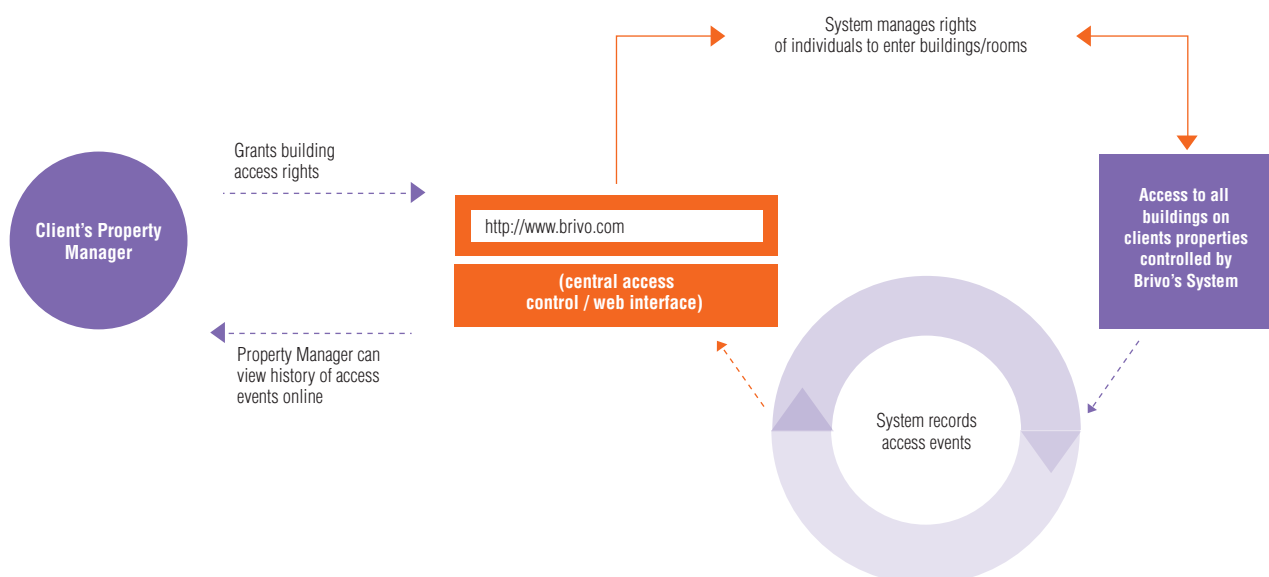 System manages rights
of individuals to enter buildings/rooms
Grants building
access rights
Client’s Property
Manager
http://www.brivo.com
(central access
control / web interface)
Access to all
buildings on
clients properties
controlled by
Brivo’s System
Property Manager can
view history of access
events online
System records
access events